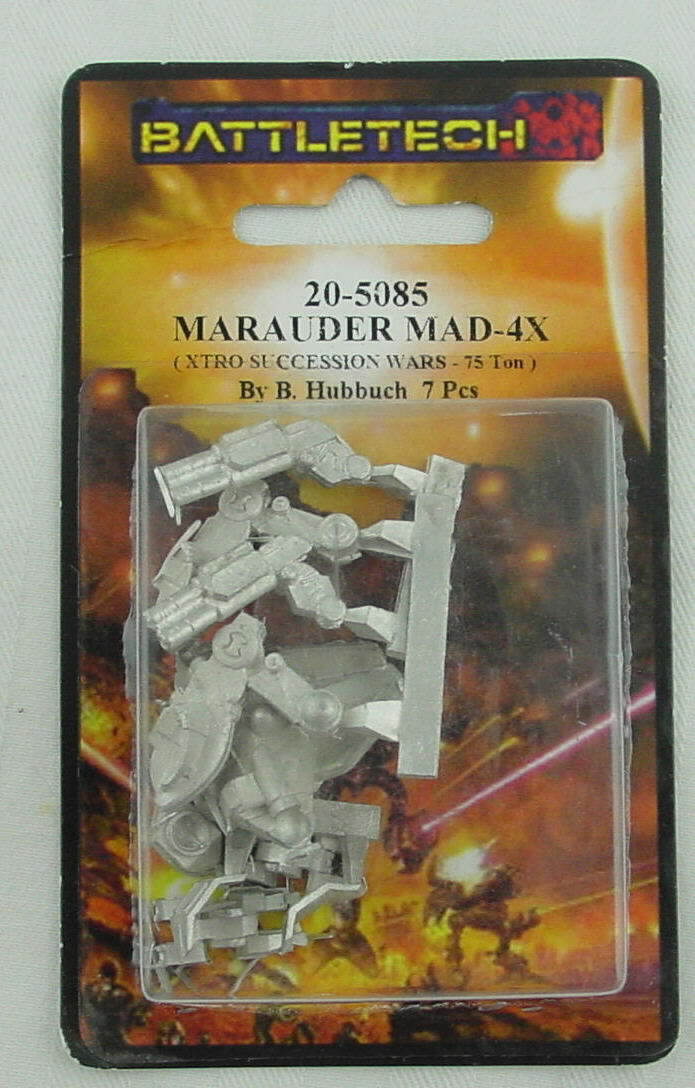 BATTLETECH
20-5085
MARAUDER MAD-4X
( XTRO SUCCESSION WARS - 75 Ton )
By B. Hubbuch 7 Pcs